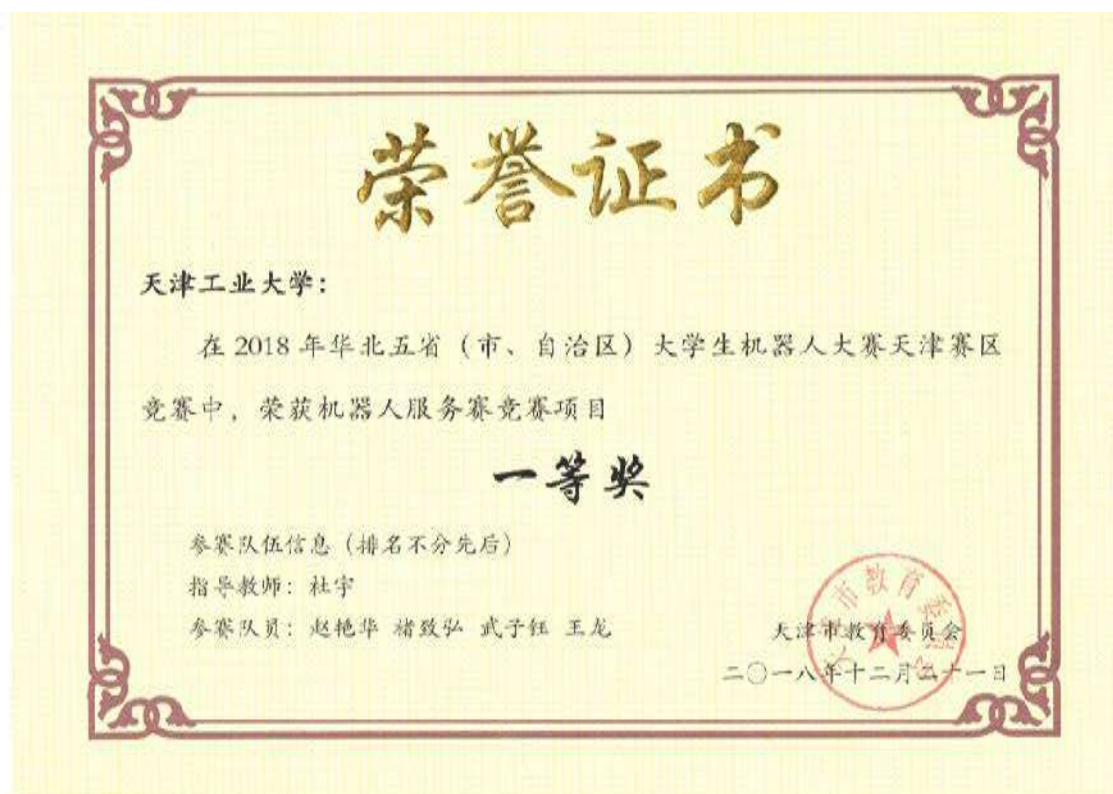 荣誉证书
天津工业大学：
在 2018 年华北五省（市、自治区）大学生机器人大赛天津赛区
竞赛中，荣获机器人服务赛竞赛项目
一等奖
参赛队伍信息（排名不分先后）
指导教师：杜宇
参赛队员：赵艳华 褚致弘 武子钰 王龙
天津市教育委员会
二〇一八年十二月二十一日